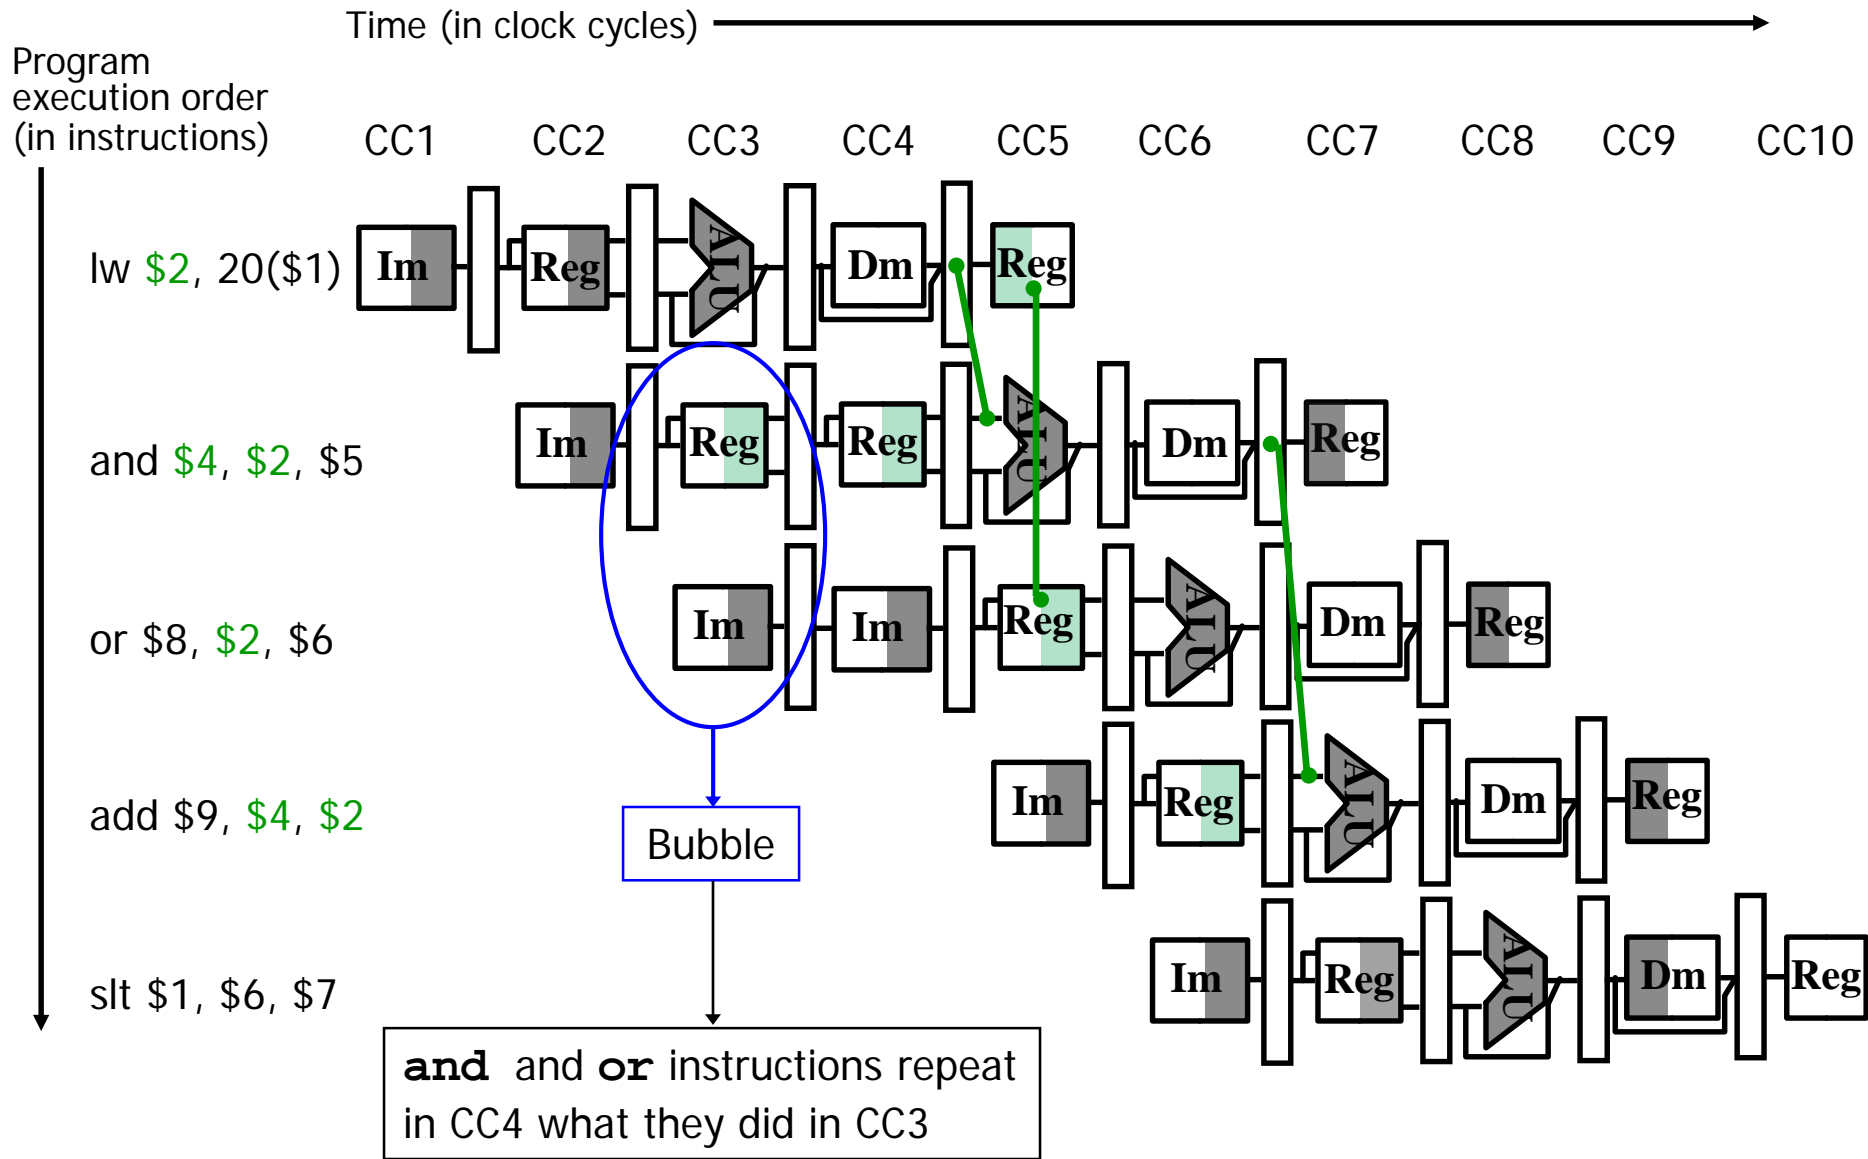 Time (in clock cycles)
Program
execution order
(in instructions)
CC1 CC2 CC3 CC4 CC5 CC6 CC7 CC8 CC9 CC10
lw $2, 20($1) Im Reg ALU Dm Reg
and $4, $2, $5 Im Reg Reg ALU Dm Reg
or $8, $2, $6 Im Im Reg ALU Dm Reg
add $9, $4, $2 Im Reg ALU Dm Reg
Bubble
slt $1, $6, $7 Im Reg ALU Dm Reg
and and or instructions repeat
in CC4 what they did in CC3